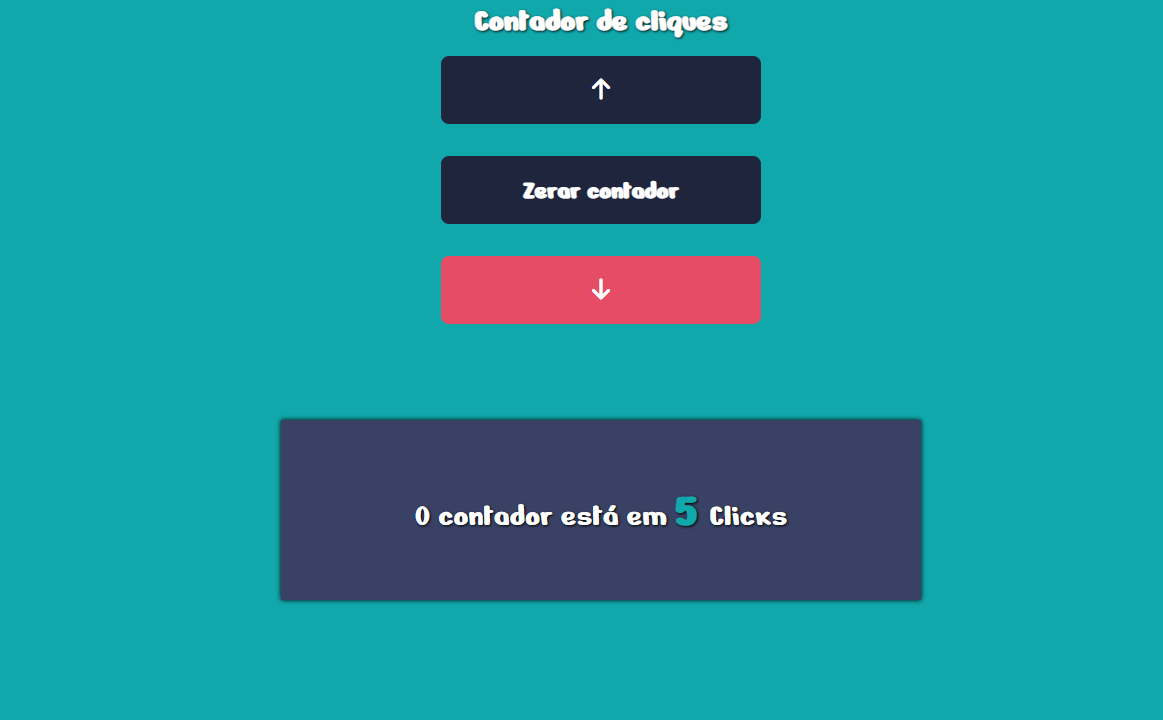 Contador de cliques
↑
Zerar contador
↓
O contador está em 5 Clicks